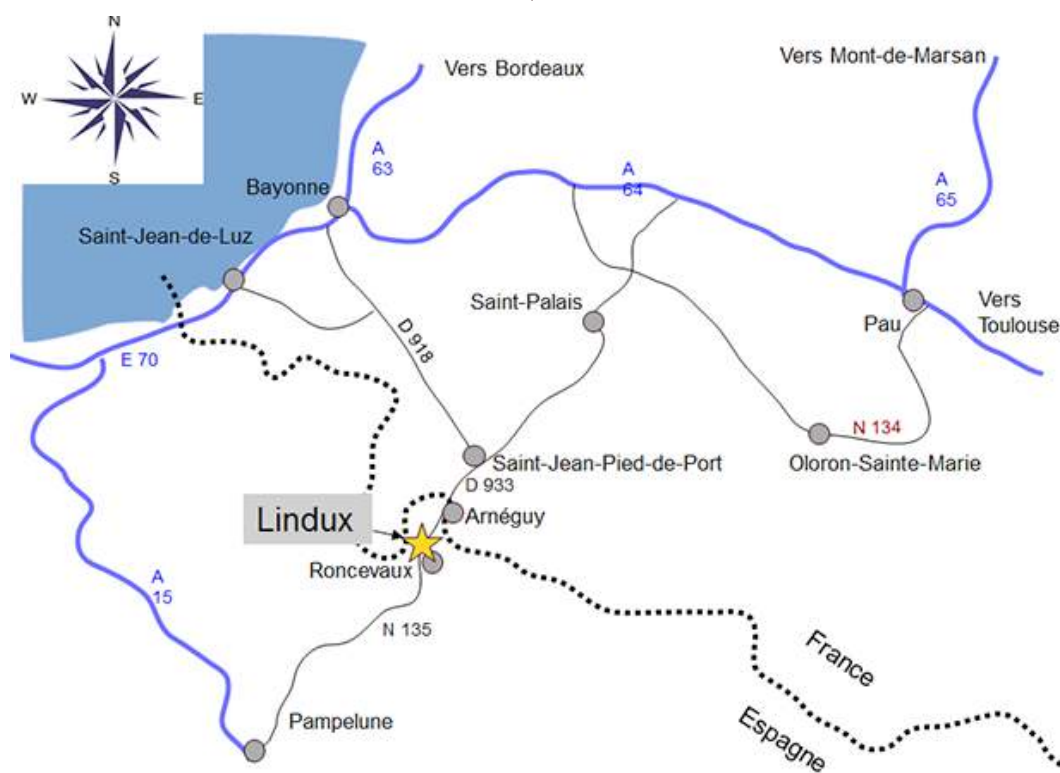 N
W
E
S
Vers Bordeaux
Vers Mont-de-Marsan
A
63
A
64
A
65
Bayonne
Saint-Jean-de-Luz
Saint-Palais
Pau
Vers
Toulouse
E 70
D 918
N 134
Saint-Jean-Pied-de-Port
Oloron-Sainte-Marie
D 933
Lindux
Arnéguy
Roncevaux
A
15
N 135
France
Pampelune
Espagne